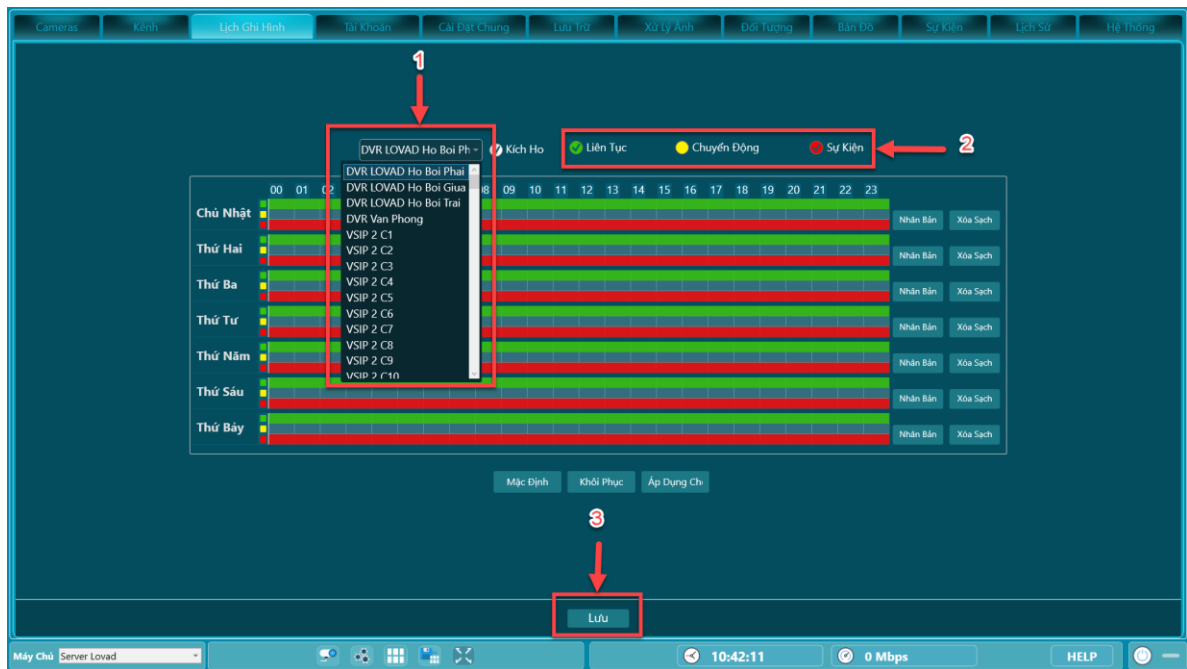 Cameras Kênh Lịch Ghi Hình Tài Khoản Cài Đặt Chung Lưu Trữ Xử Lý Ảnh Đối Tượng Bản Đồ Sự Kiện Lịch Sử Hệ Thống
1
DVR LOVAD Ho Boi Ph Kích Ho Liên Tục Chuyển Động Sự Kiện 2
DVR LOVAD Ho Boi Phai
DVR LOVAD Ho Boi Giua
DVR LOVAD Ho Boi Trai
DVR Van Phong
VSIP 2 C1
VSIP 2 C2
VSIP 2 C3
VSIP 2 C4
VSIP 2 C5
VSIP 2 C6
VSIP 2 C7
VSIP 2 C8
VSIP 2 C9
VSIP 2 C10
00 01 02 08 09 10 11 12 13 14 15 16 17 18 19 20 21 22 23
Chủ Nhật Nhân Bản Xóa Sạch
Thứ Hai Nhân Bản Xóa Sạch
Thứ Ba Nhân Bản Xóa Sạch
Thứ Tư Nhân Bản Xóa Sạch
Thứ Năm Nhân Bản Xóa Sạch
Thứ Sáu Nhân Bản Xóa Sạch
Thứ Bảy Nhân Bản Xóa Sạch
Mặc Định Khôi Phục Áp Dụng Ch
3
Lưu
Máy Chủ Server Lovad 10:42:11 0 Mbps HELP